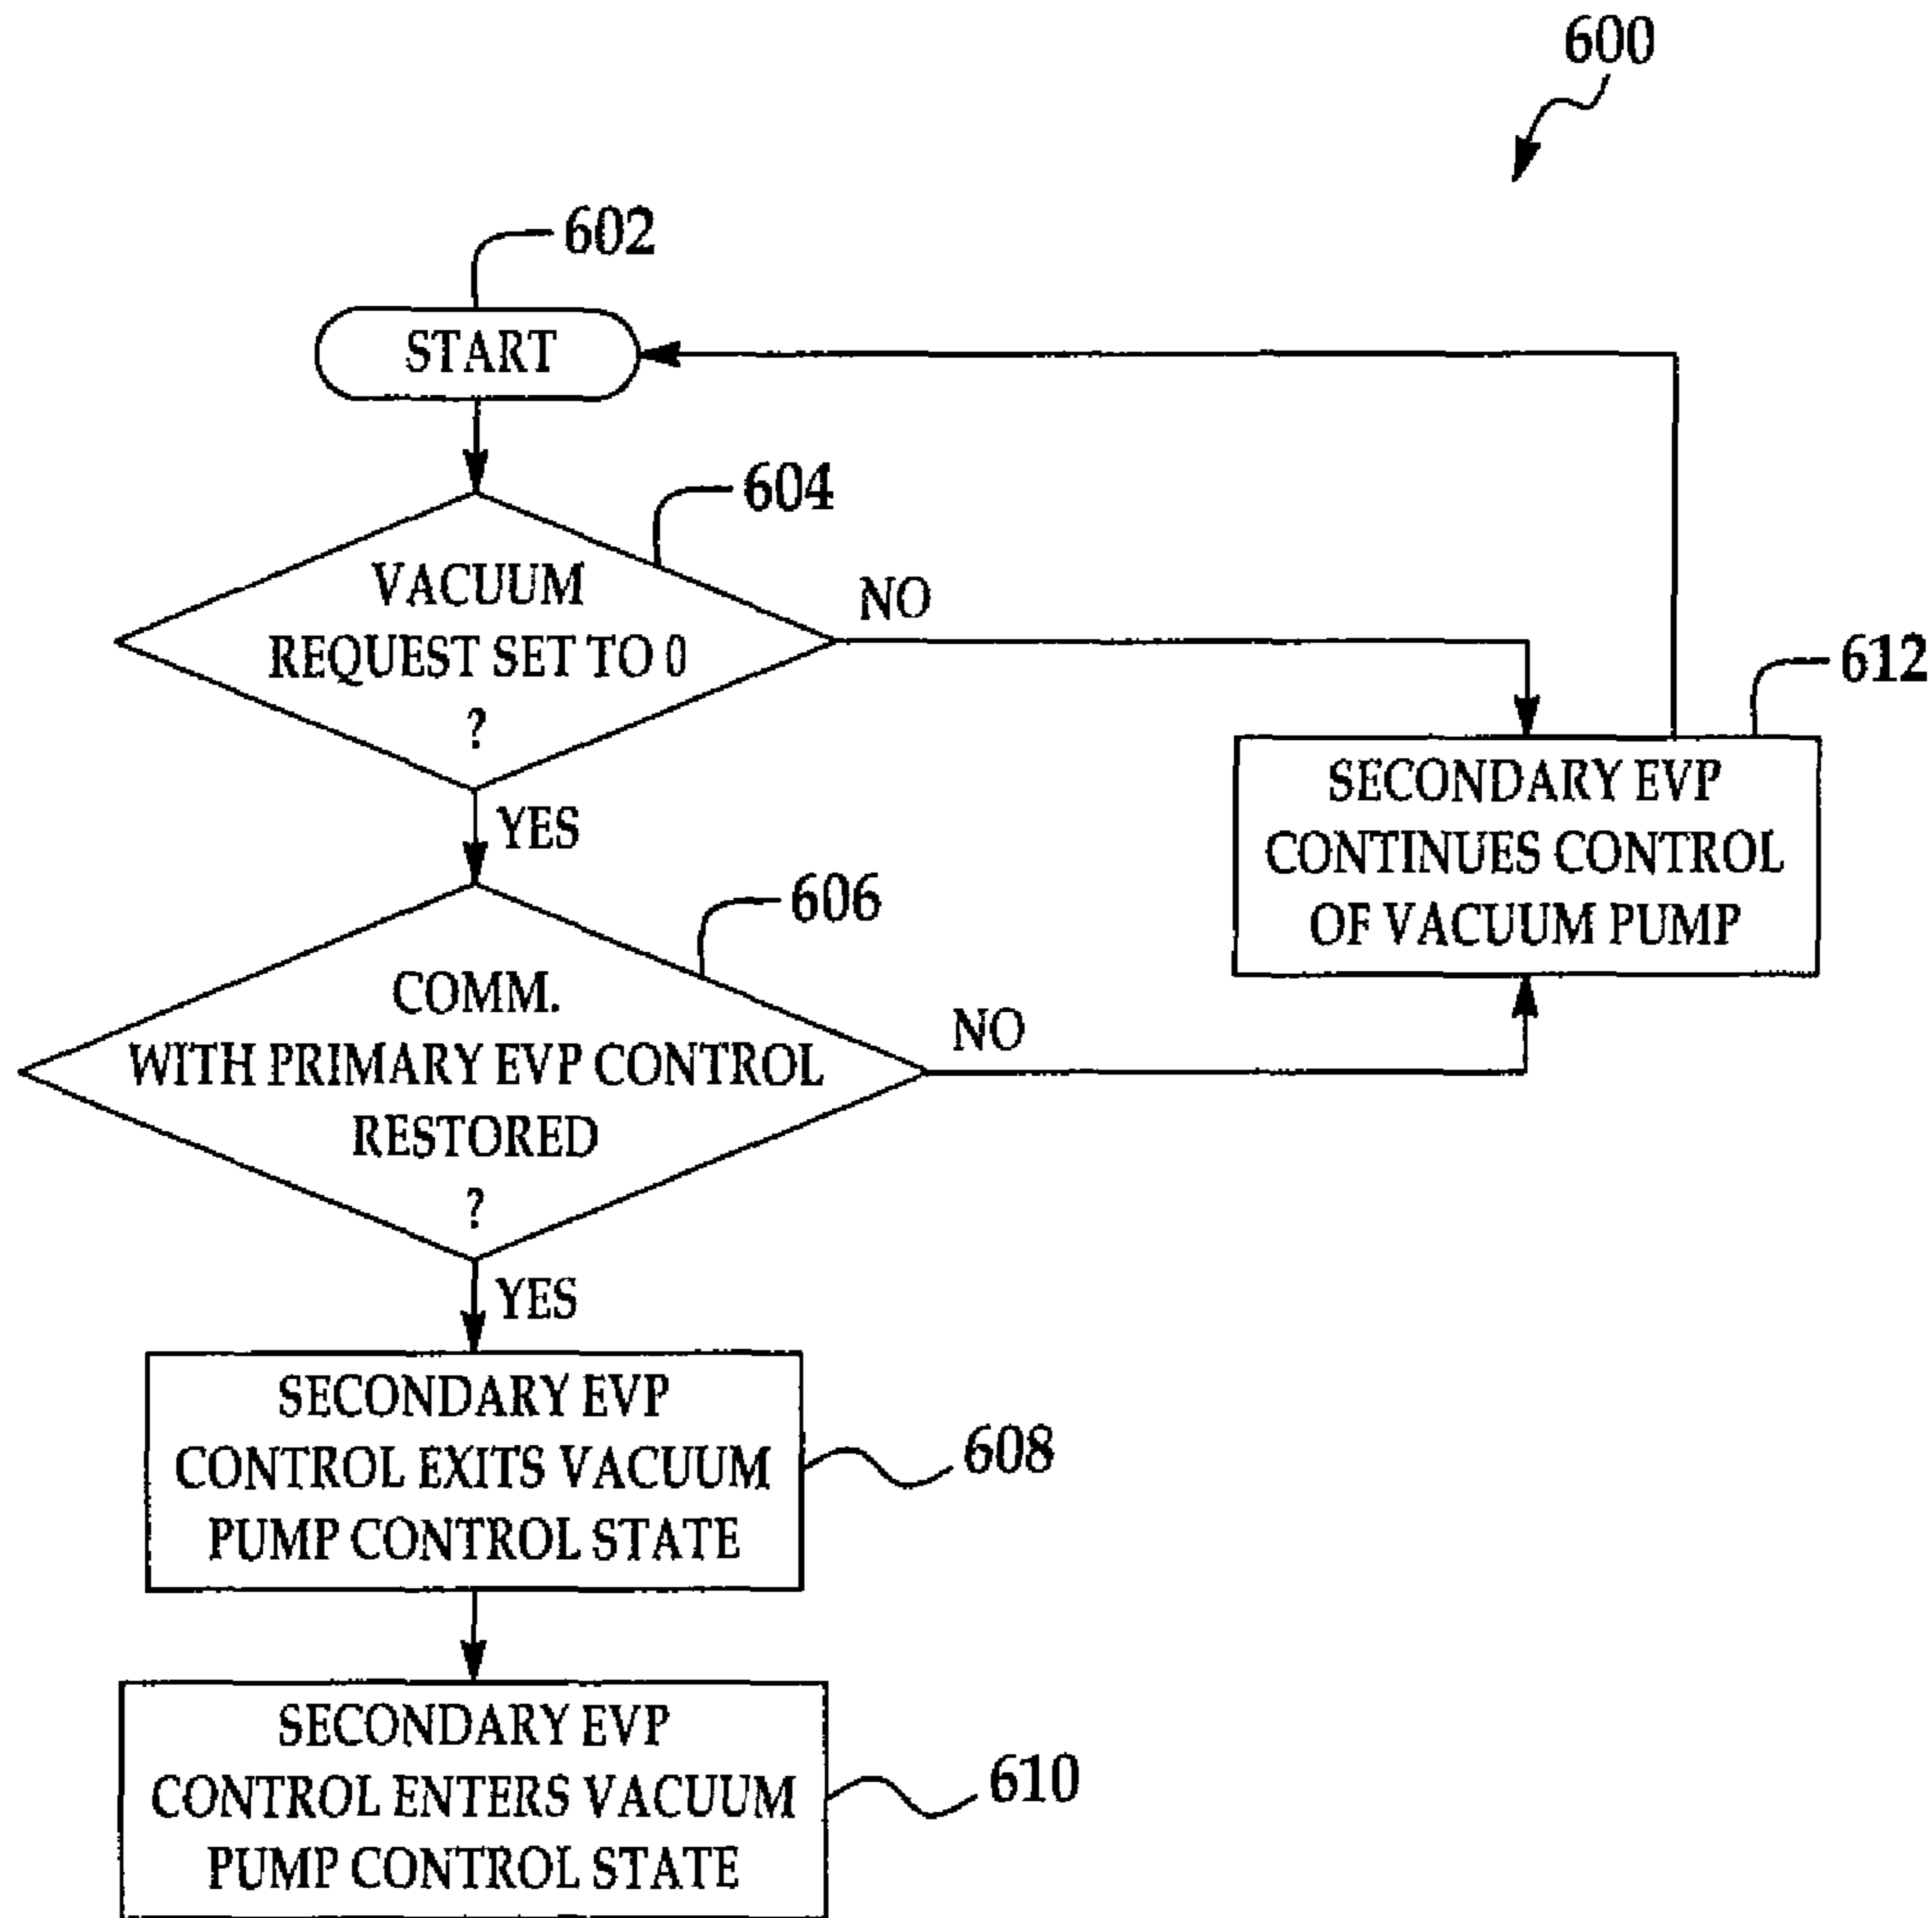 600
602
START
604
VACUUM
REQUEST SET TO 0
?
NO
612
SECONDARY EVP
CONTINUES CONTROL
OF VACUUM PUMP
YES
606
COMM.
WITH PRIMARY EVP CONTROL
RESTORED
?
NO
YES
SECONDARY EVP
CONTROL EXITS VACUUM
PUMP CONTROL STATE
608
SECONDARY EVP
CONTROL ENTERS VACUUM
PUMP CONTROL STATE
610